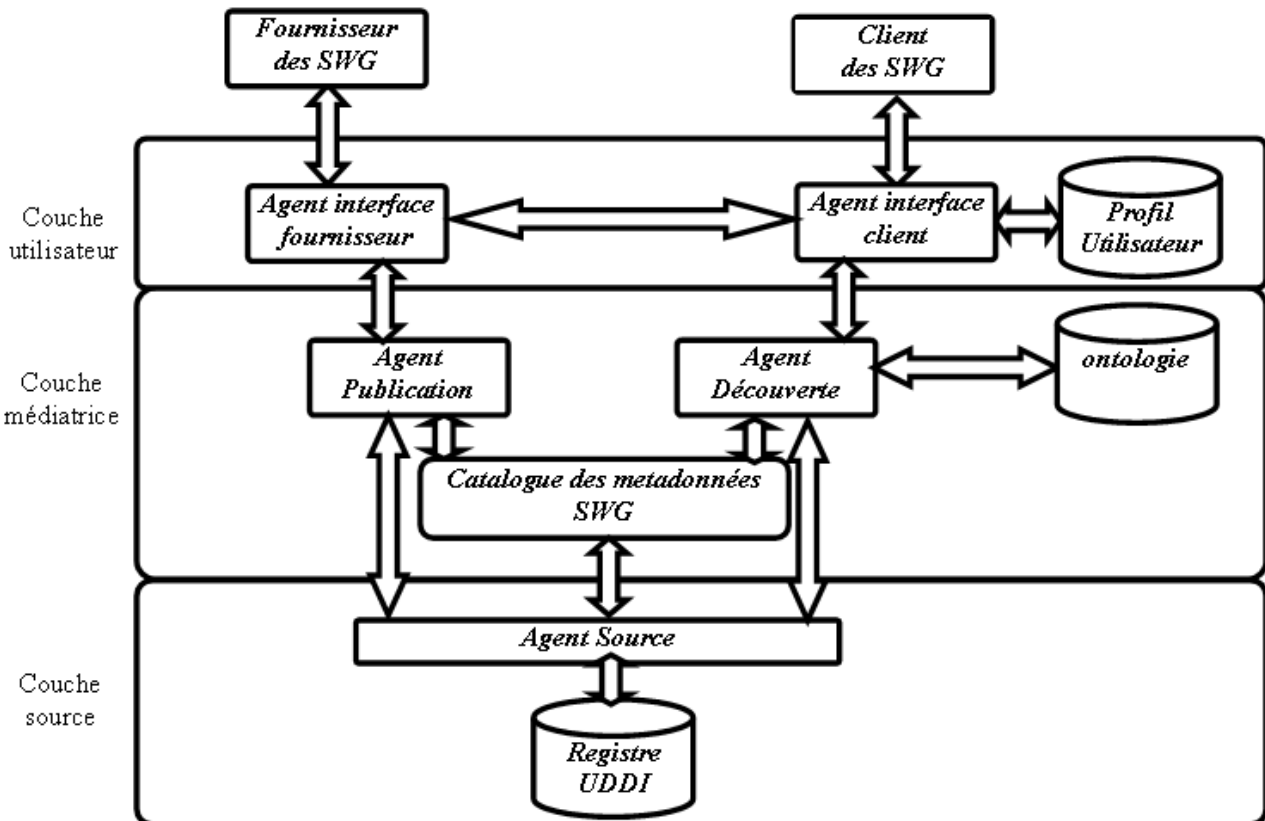 Fournisseur
des SWG
Client
des SWG
Couche
utilisateur
Agent interface
fournisseur
Agent interface
client
Profil
Utilisateur
Couche
médiatrice
Agent
Publication
Agent
Découverte
ontologie
Catalogue des metadonnées
SWG
Couche
source
Agent Source
Registre
UDDI